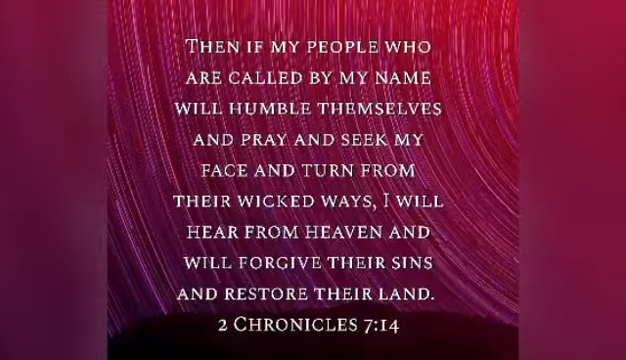 Then if my people who
are called by my name
will humble themselves
and pray and seek my
face and turn from
their wicked ways, I will
hear from heaven and
will forgive their sins
and restore their land.
2 Chronicles 7:14